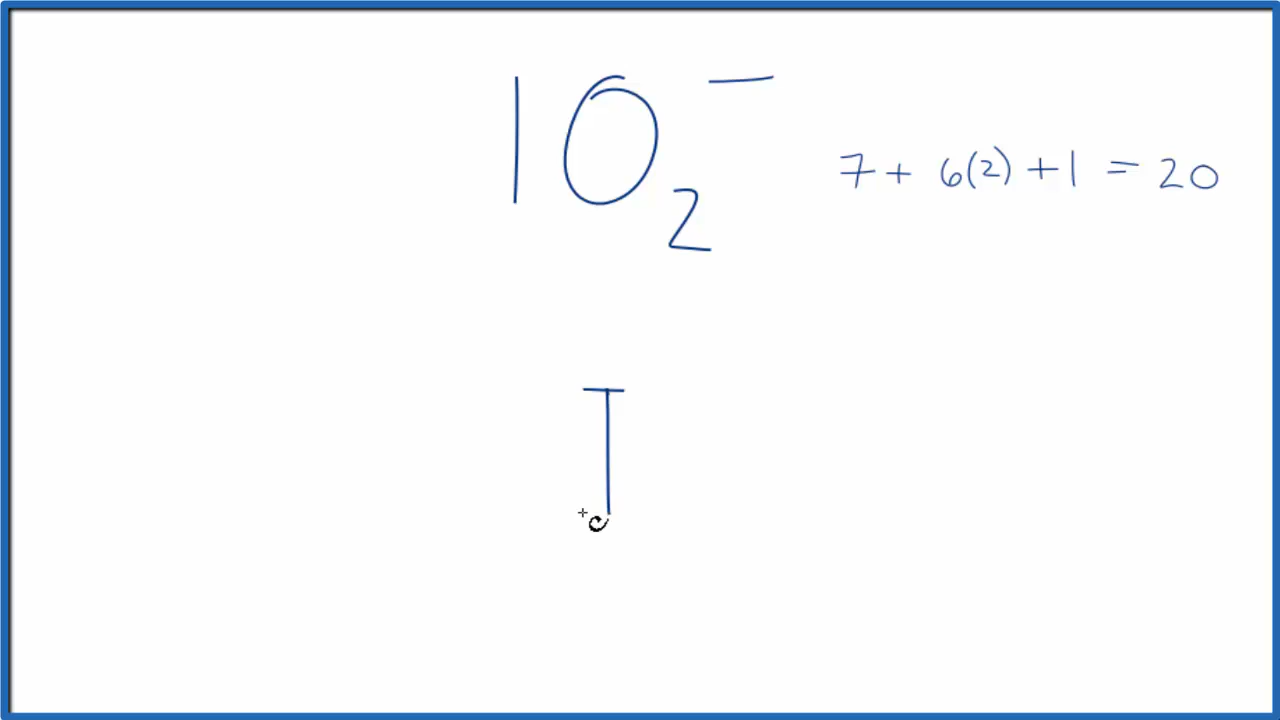 IO₂⁻
7 + 6(2) + 1 = 20
I